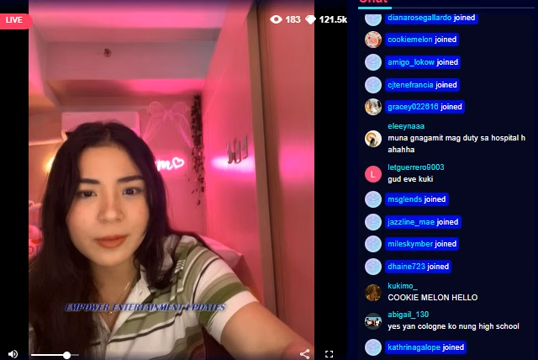 LIVE
183 121.5k
Chat
dianarosegallardo joined
cookiemelon joined
amigo_lokow joined
cjtenefrancia joined
gracey022616 joined
eleeynaaa
muna gnagamit mag duty sa hospital h
ahahha
L
letguerrero9003
gud eve kuki
msglends joined
jazzline_mae joined
mileskymber joined
dhaine723 joined
kukimo_
COOKIE MELON HELLO
abigail_130
yes yan cologne ko nung high school
kathrinagalope joined
EMPOWER ENTERTAINMENT UPDATES